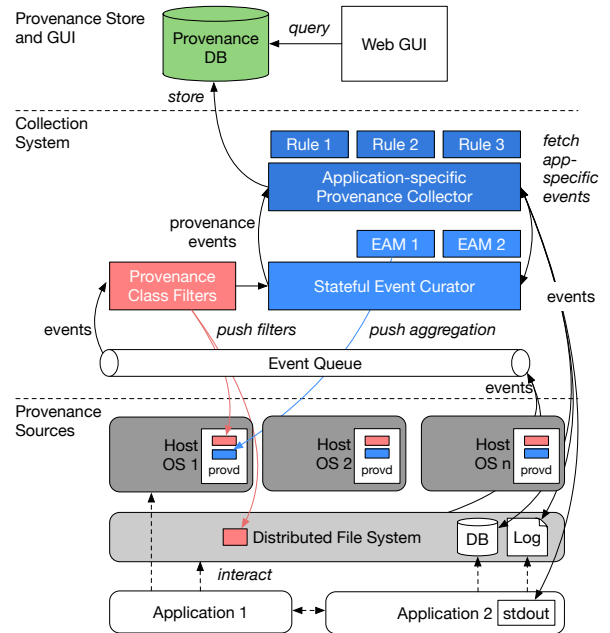 Provenance Store
and GUI
Provenance
DB
query
Web GUI
store
Collection
System
Rule 1
Rule 2
Rule 3
fetch
app-
specific
events
Application-specific
Provenance Collector
provenance
events
EAM 1
EAM 2
Provenance
Class Filters
Stateful Event Curator
events
events
push filters
push aggregation
Event Queue
events
Provenance
Sources
Host
OS 1
provd
Host
OS 2
provd
Host
OS n
provd
Distributed File System
DB
Log
interact
Application 1
Application 2
stdout